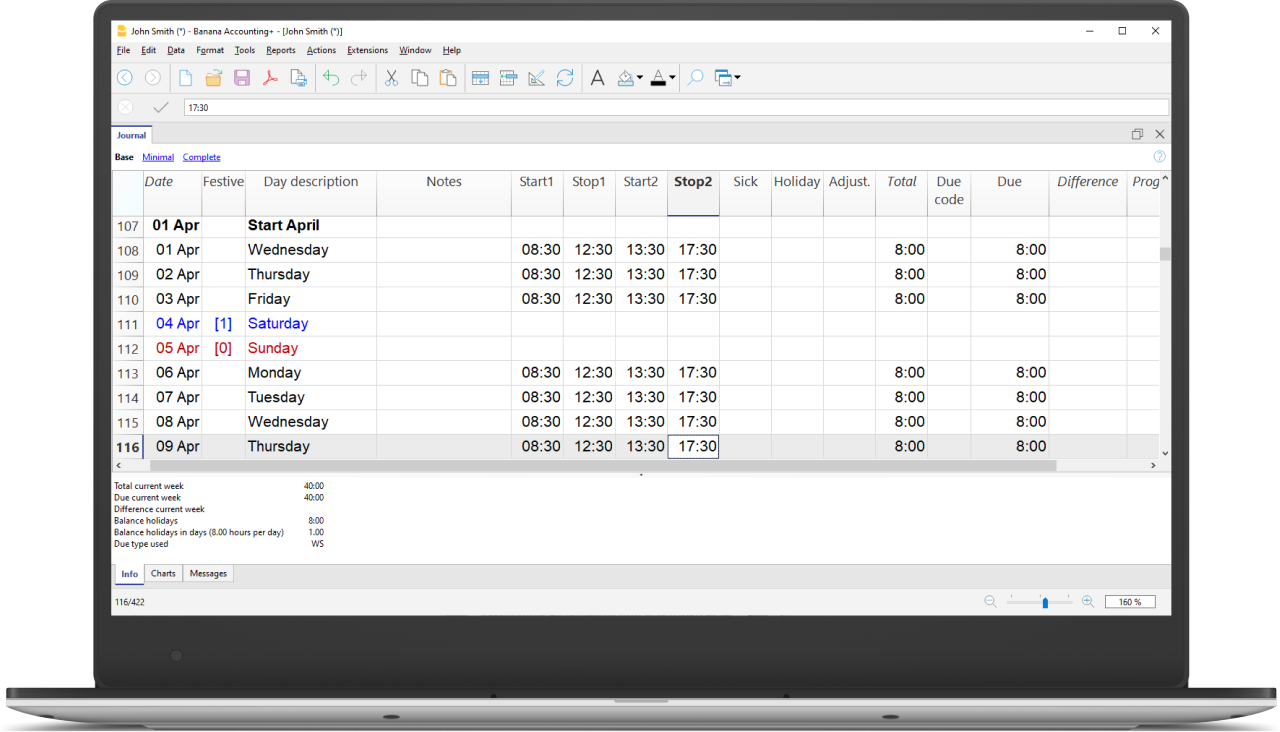 John Smith (*) - Banana Accounting+ - [John Smith (*)]
File Edit Data Format Tools Reports Actions Extensions Window Help
17:30
Journal
Base Minimal Complete
Date Festive Day description Notes Start1 Stop1 Start2 Stop2 Sick Holiday Adjust. Total Due code Due Difference Prog
107 01 Apr Start April
108 01 Apr Wednesday 08:30 12:30 13:30 17:30 8:00 8:00
109 02 Apr Thursday 08:30 12:30 13:30 17:30 8:00 8:00
110 03 Apr Friday 08:30 12:30 13:30 17:30 8:00 8:00
111 04 Apr [1] Saturday
112 05 Apr [0] Sunday
113 06 Apr Monday 08:30 12:30 13:30 17:30 8:00 8:00
114 07 Apr Tuesday 08:30 12:30 13:30 17:30 8:00 8:00
115 08 Apr Wednesday 08:30 12:30 13:30 17:30 8:00 8:00
116 09 Apr Thursday 08:30 12:30 13:30 17:30 8:00 8:00
Total current week 40:00
Due current week 40:00
Difference current week
Balance holidays 8:00
Balance holidays in days (8.00 hours per day) 1.00
Due type used WS
Info Charts Messages
116/422 160 %